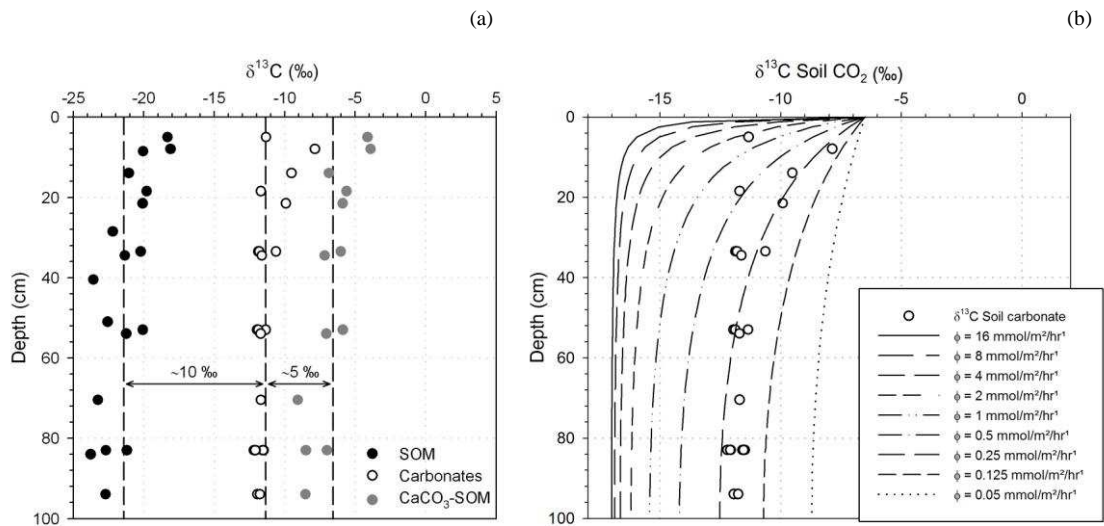 (a)
δ¹³C (‰)
-25 -20 -15 -10 -5 0 5
0
20
40
60
80
100
Depth (cm)
~10 ‰
~5 ‰
SOM
Carbonates
CaCO₃-SOM
(b)
δ¹³C Soil CO₂ (‰)
-15 -10 -5 0
0
20
40
60
80
100
Depth (cm)
δ¹³C Soil carbonate
ϕ = 16 mmol/m²/hr¹
ϕ = 8 mmol/m²/hr¹
ϕ = 4 mmol/m²/hr¹
ϕ = 2 mmol/m²/hr¹
ϕ = 1 mmol/m²/hr¹
ϕ = 0.5 mmol/m²/hr¹
ϕ = 0.25 mmol/m²/hr¹
ϕ = 0.125 mmol/m²/hr¹
ϕ = 0.05 mmol/m²/hr¹